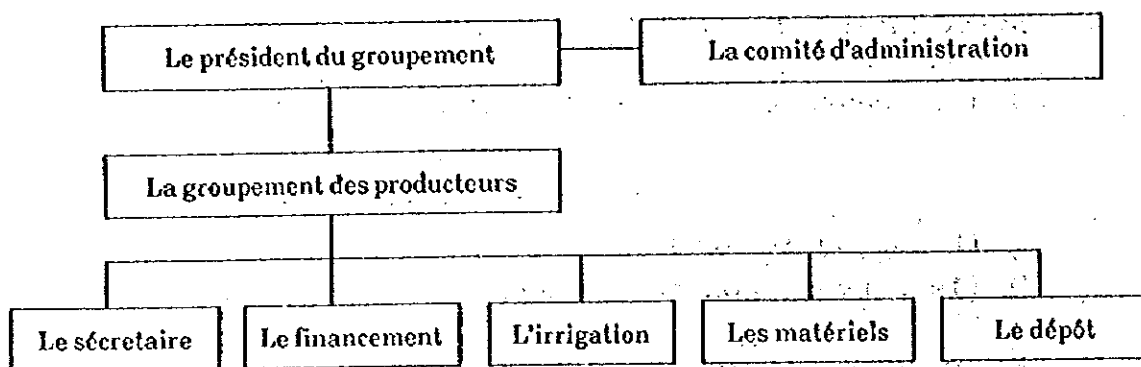 Le président du groupement
La comité d'administration
La groupement des producteurs
Le sécretaire
Le financement
L'irrigation
Les matériels
Le dépôt